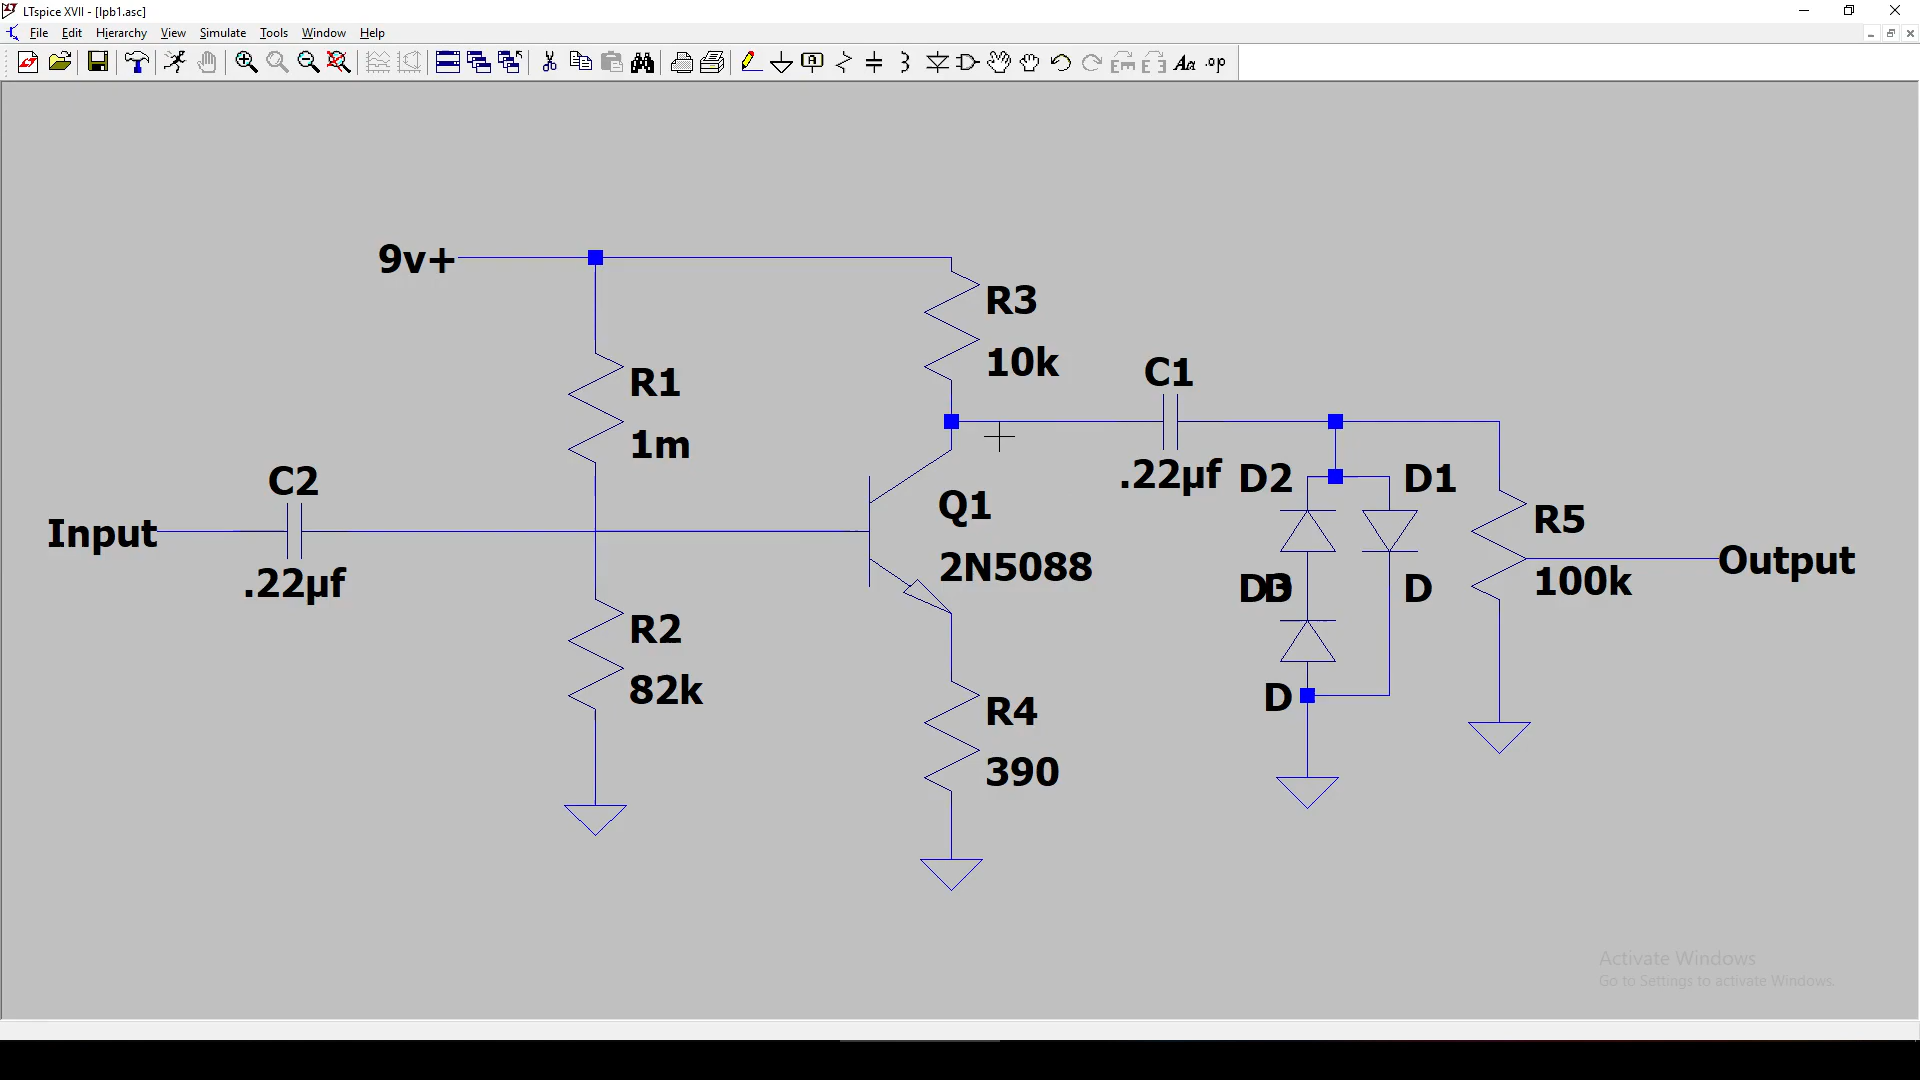 LTspice XVII - [lpb1.asc]
File Edit Hierarchy View Simulate Tools Window Help
.op
9v+
R3
10k
C1
.22µf
R1
1m
C2
.22µf
Input
D2
D1
Q1
2N5088
R5
100k
Output
D3
D
D
R2
82k
D
R4
390
Activate Windows
Go to Settings to activate Windows.